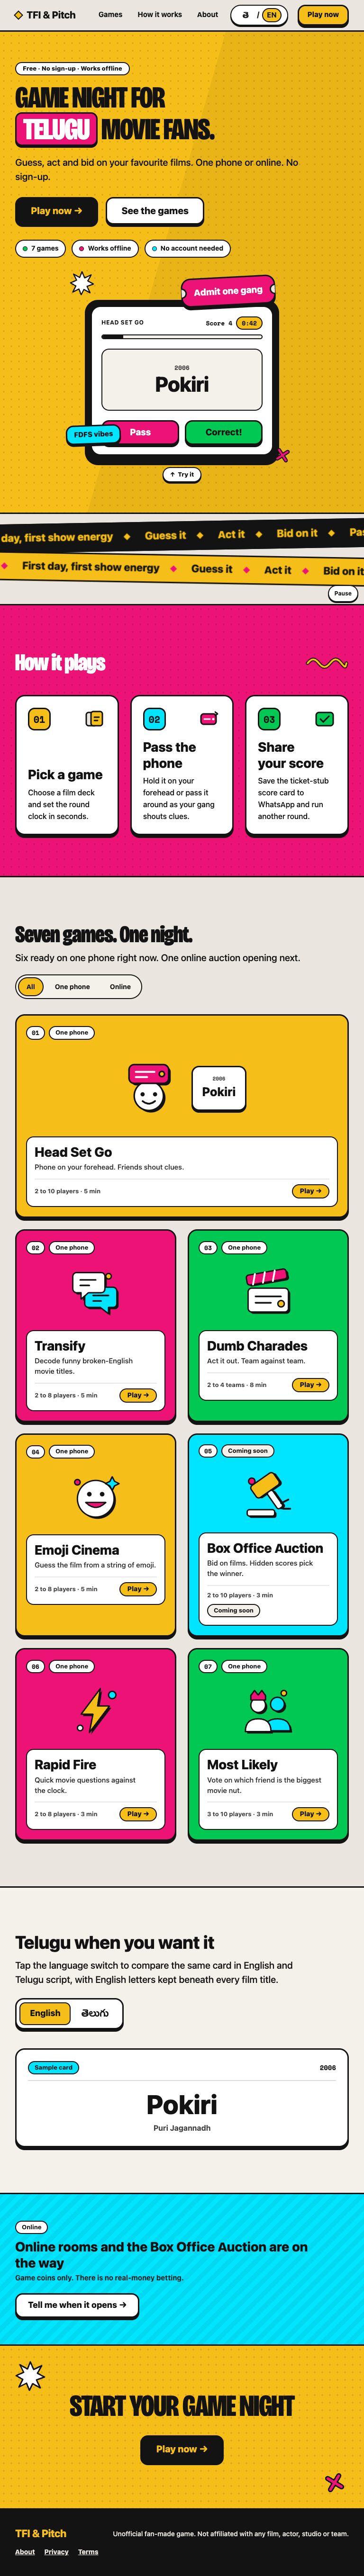 TFI & Pitch
Games
How it works
About
తె / EN
Play now
Free · No sign-up · Works offline
GAME NIGHT FOR
TELUGU MOVIE FANS.
Guess, act and bid on your favourite films. One phone or online. No
sign-up.
Play now →
See the games
7 games
Works offline
No account needed
Admit one gang
HEAD SET GO
Score 4
0:42
2006
Pokiri
FDFS vibes
Pass
Correct!
↑ Try it
day, first show energy ◆ Guess it ◆ Act it ◆ Bid on it ◆ Pas
◆ First day, first show energy ◆ Guess it ◆ Act it ◆ Bid on it
Pause
How it plays
01
Pick a game
Choose a film deck
and set the round
clock in seconds.
02
Pass the
phone
Hold it on your
forehead or pass it
around as your gang
shouts clues.
03
Share
your score
Save the ticket-stub
score card to
WhatsApp and run
another round.
Seven games. One night.
Six ready on one phone right now. One online auction opening next.
All
One phone
Online
01
One phone
2006
Pokiri
Head Set Go
Phone on your forehead. Friends shout clues.
2 to 10 players · 5 min
Play →
02
One phone
Transify
Decode funny broken-English
movie titles.
2 to 8 players · 5 min
Play →
03
One phone
Dumb Charades
Act it out. Team against team.
2 to 4 teams · 8 min
Play →
04
One phone
Emoji Cinema
Guess the film from a string of emoji.
2 to 8 players · 5 min
Play →
05
Coming soon
Box Office Auction
Bid on films. Hidden scores pick
the winner.
2 to 10 players · 3 min
Coming soon
06
One phone
Rapid Fire
Quick movie questions against
the clock.
2 to 8 players · 3 min
Play →
07
One phone
Most Likely
Vote on which friend is the biggest
movie nut.
3 to 10 players · 3 min
Play →
Telugu when you want it
Tap the language switch to compare the same card in English and
Telugu script, with English letters kept beneath every film title.
English
తెలుగు
Sample card
2006
Pokiri
Puri Jagannadh
Online
Online rooms and the Box Office Auction are on
the way
Game coins only. There is no real-money betting.
Tell me when it opens →
START YOUR GAME NIGHT
Play now →
TFI & Pitch
Unofficial fan-made game. Not affiliated with any film, actor, studio or team.
About
Privacy
Terms